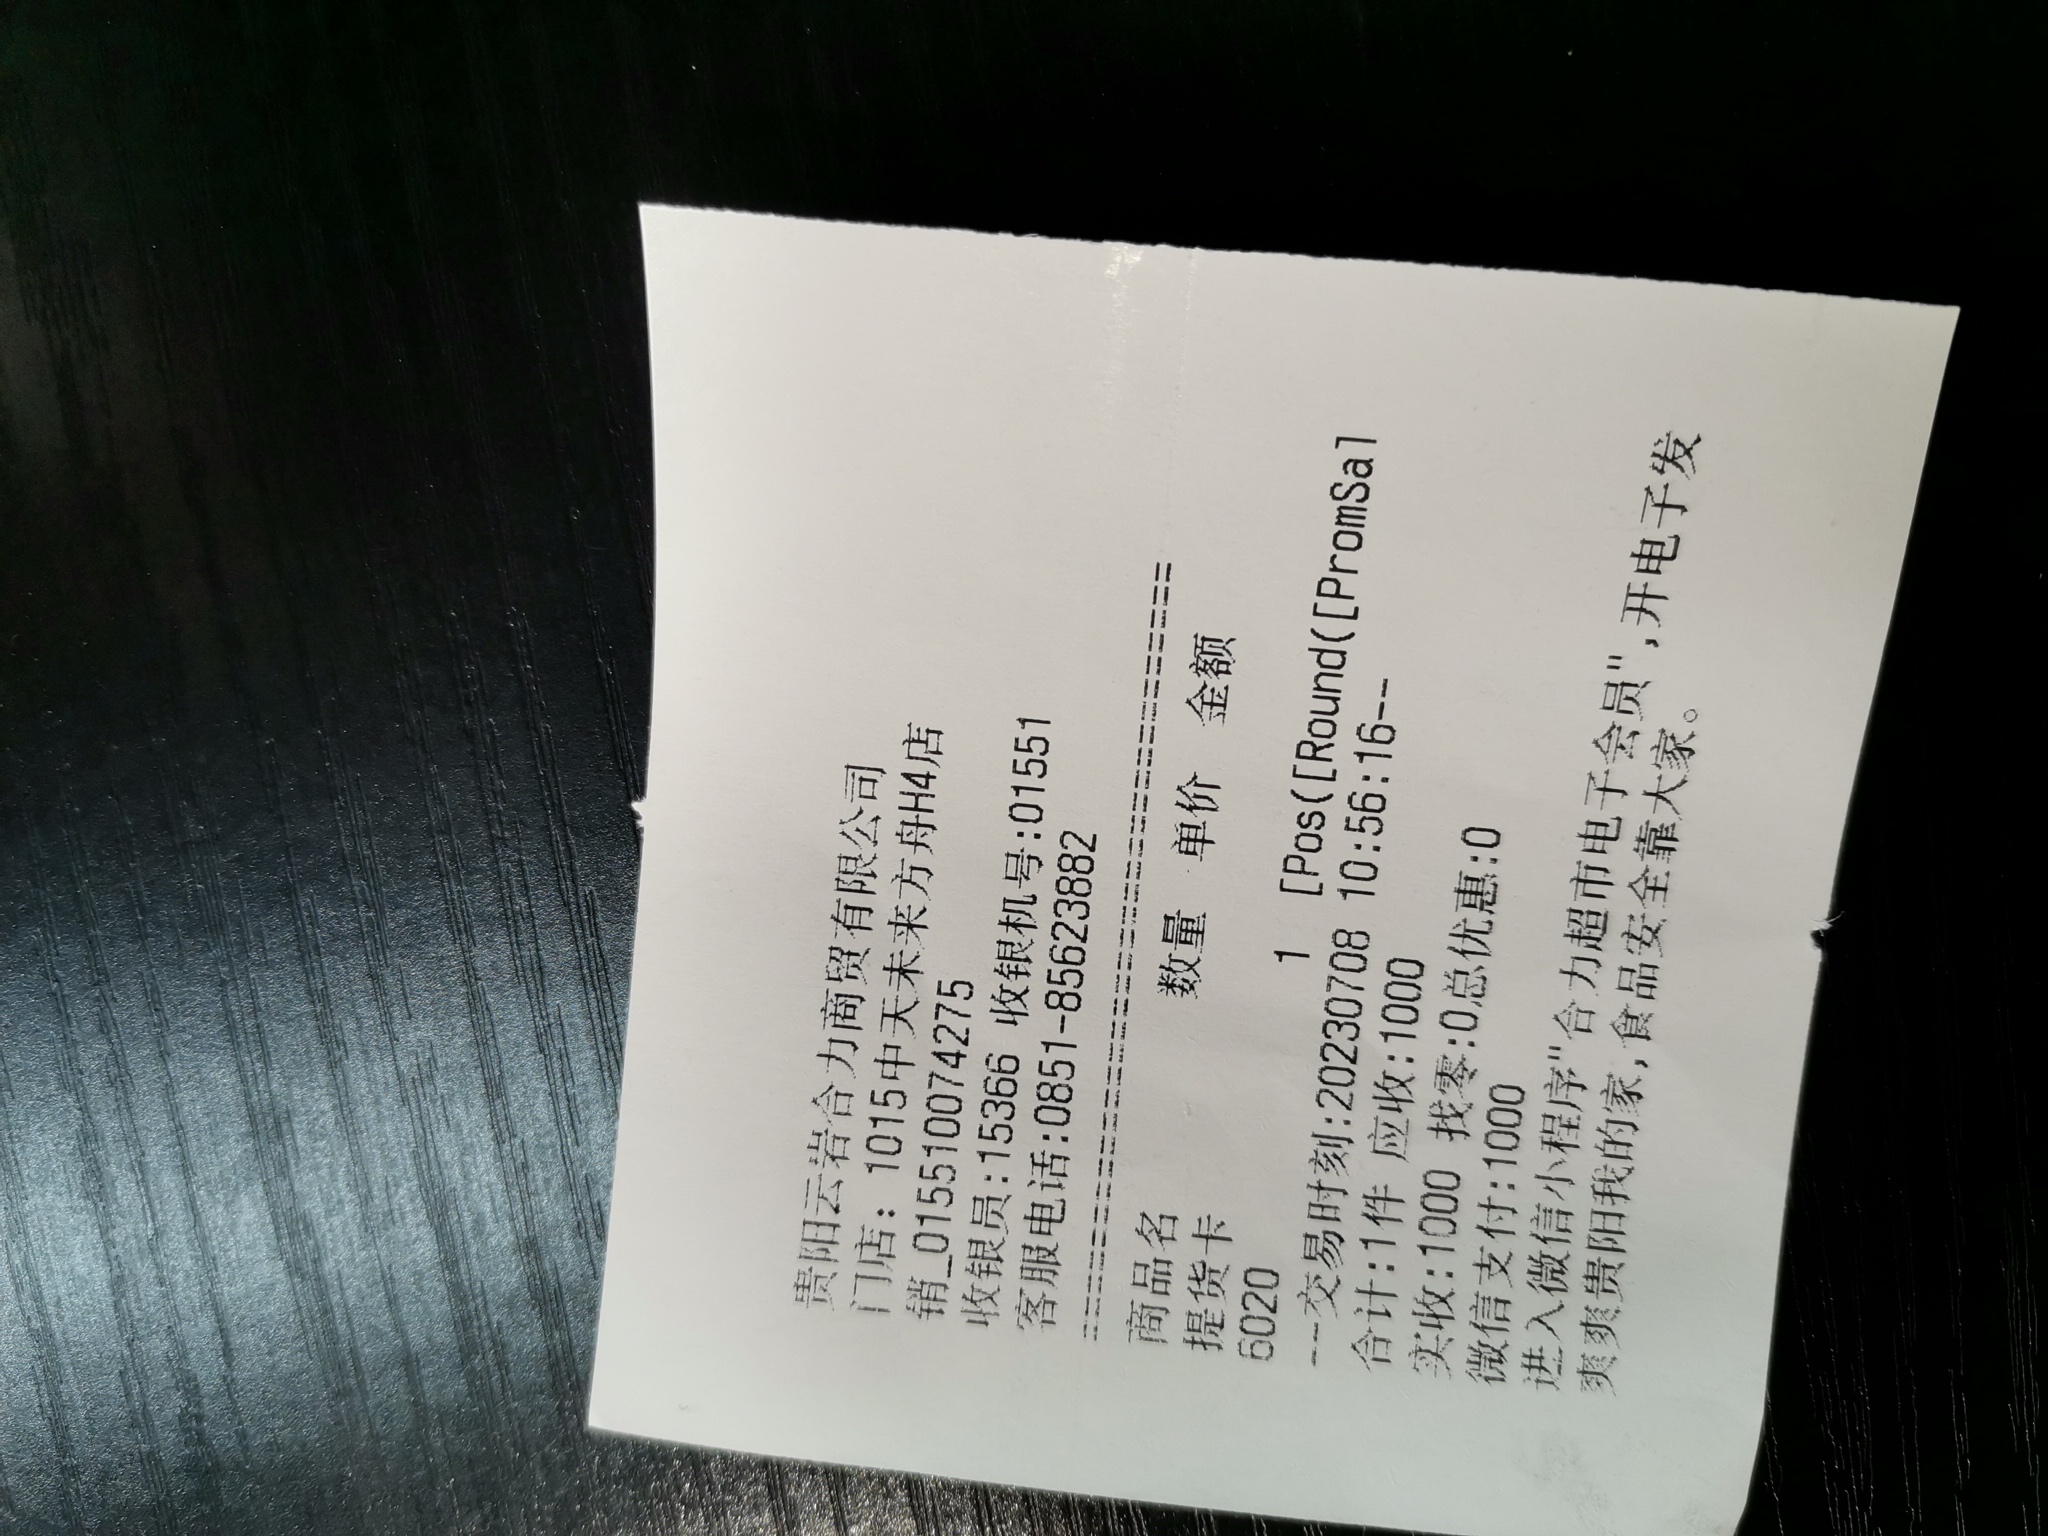 贵阳云岩合力商贸有限公司
门店：1015中天未来方舟H4店
销_01551007427​5
收银员:15366 收银机号:01551
客服电话:0851-85623882
================================
商品名 数量 单价 金额
提货卡
6020 1 [Pos([Round([PromSal
---交易时刻:20230708 10:56:16--
合计:1件 应收:1000
实收:1000 找零:0总优惠:0
微信支付:1000
进入微信小程序"合力超市电子会员",开电子发
爽爽贵阳我的家,食品安全靠大家。